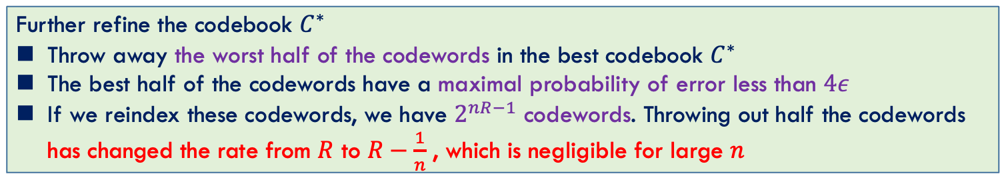 Further refine the codebook $C^*$
■ Throw away the worst half of the codewords in the best codebook $C^*$
■ The best half of the codewords have a maximal probability of error less than $4\epsilon$
■ If we reindex these codewords, we have $2^{nR-1}$ codewords. Throwing out half the codewords
has changed the rate from $R$ to $R - \frac{1}{n}$, which is negligible for large $n$